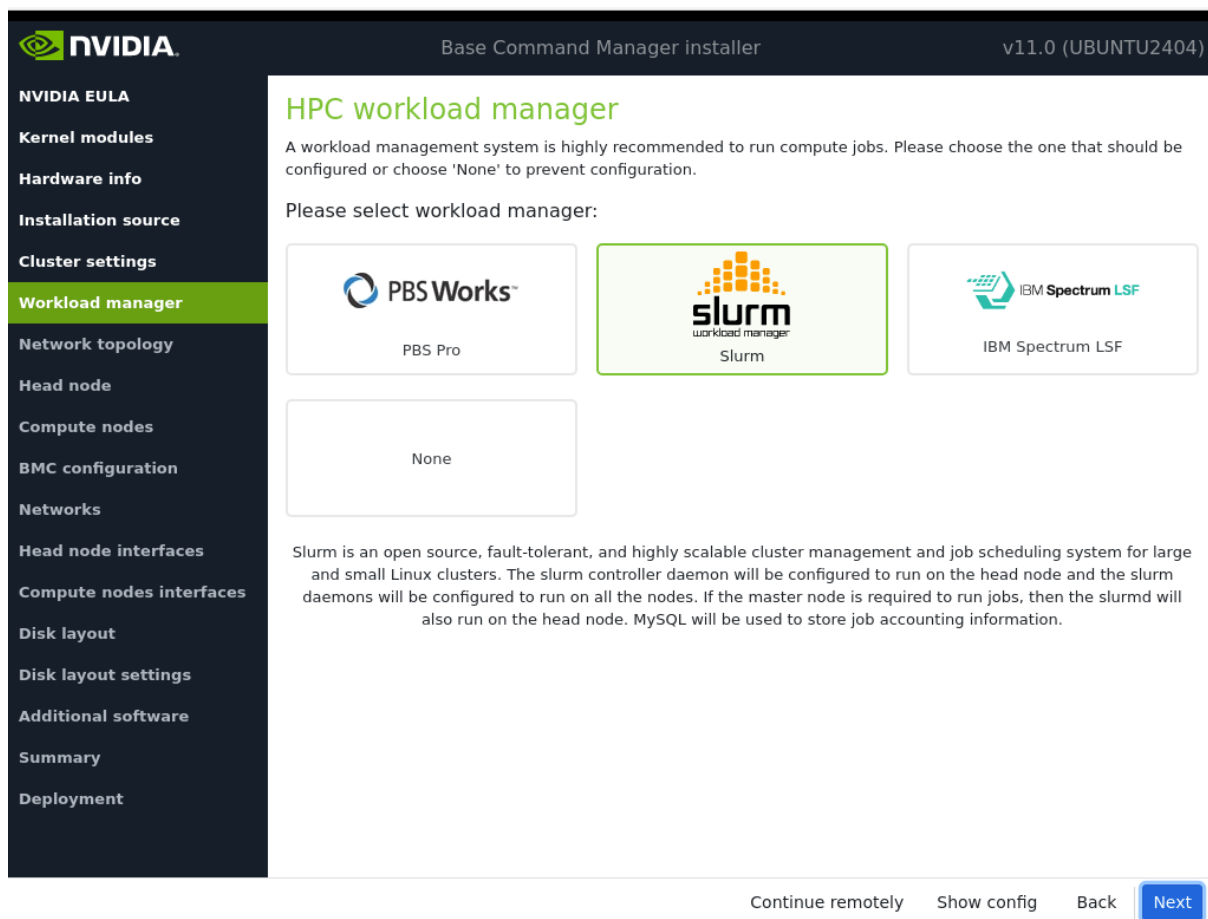 NVIDIA.
Base Command Manager installer
v11.0 (UBUNTU2404)
NVIDIA EULA
Kernel modules
Hardware info
Installation source
Cluster settings
Workload manager
Network topology
Head node
Compute nodes
BMC configuration
Networks
Head node interfaces
Compute nodes interfaces
Disk layout
Disk layout settings
Additional software
Summary
Deployment
HPC workload manager
A workload management system is highly recommended to run compute jobs. Please choose the one that should be
configured or choose 'None' to prevent configuration.
Please select workload manager:
PBS Works™
PBS Pro
slurm
workload manager
Slurm
IBM Spectrum LSF
IBM Spectrum LSF
None
Slurm is an open source, fault-tolerant, and highly scalable cluster management and job scheduling system for large
and small Linux clusters. The slurm controller daemon will be configured to run on the head node and the slurm
daemons will be configured to run on all the nodes. If the master node is required to run jobs, then the slurmd will
also run on the head node. MySQL will be used to store job accounting information.
Continue remotely
Show config
Back
Next